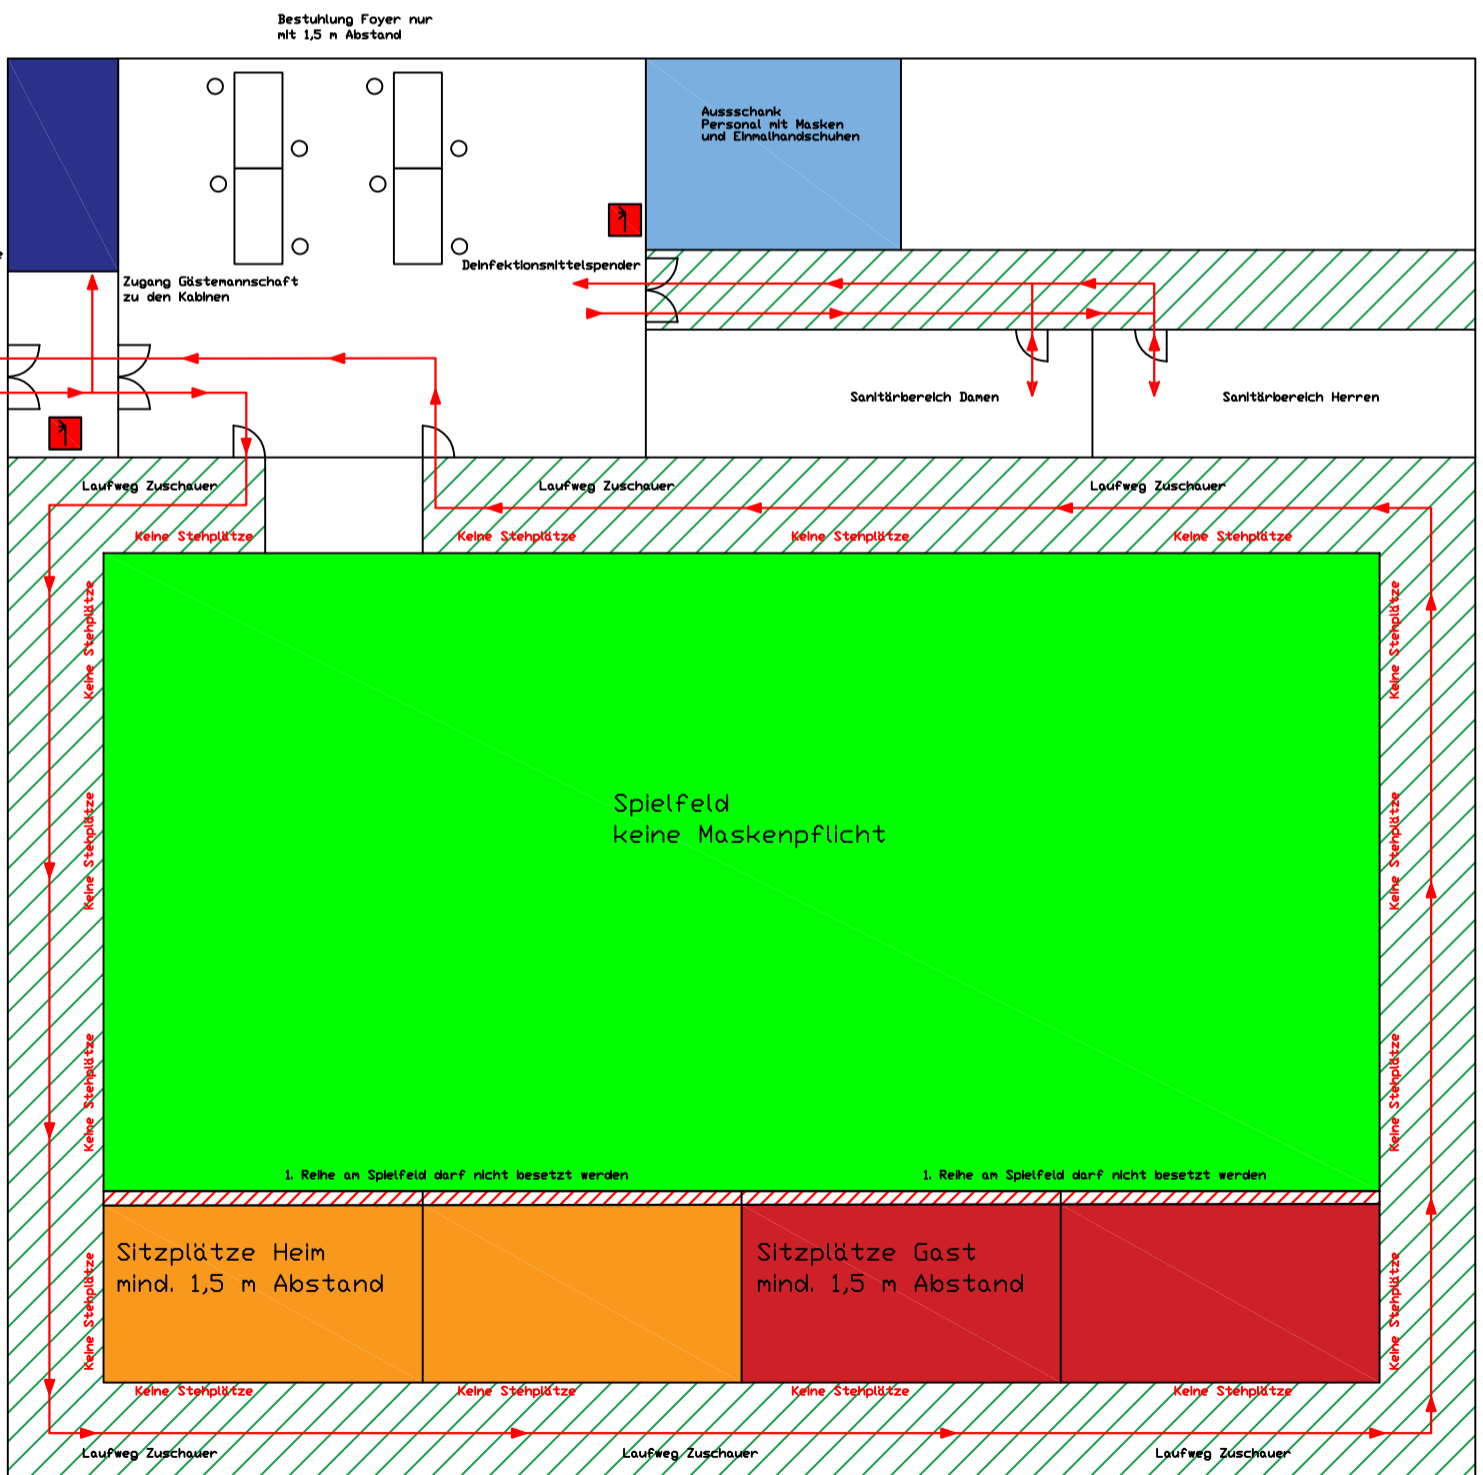 Bestuhlung Foyer nur
mit 1,5 m Abstand
Aussschank
Personal mit Masken
und Einmalhandschuhen
Deinfektionsmittelspender
Zugang Gästemannschaft
zu den Kabinen
Sanitärbereich Damen
Sanitärbereich Herren
Laufweg Zuschauer
Laufweg Zuschauer
Laufweg Zuschauer
Keine Stehplätze
Keine Stehplätze
Keine Stehplätze
Keine Stehplätze
Keine Stehplätze
Keine Stehplätze
Spielfeld
keine Maskenpflicht
Keine Stehplätze
Keine Stehplätze
Keine Stehplätze
Keine Stehplätze
1. Reihe am Spielfeld darf nicht besetzt werden
1. Reihe am Spielfeld darf nicht besetzt werden
Sitzplätze Heim
mind. 1,5 m Abstand
Sitzplätze Gast
mind. 1,5 m Abstand
Keine Stehplätze
Keine Stehplätze
Keine Stehplätze
Keine Stehplätze
Keine Stehplätze
Keine Stehplätze
Laufweg Zuschauer
Laufweg Zuschauer
Laufweg Zuschauer